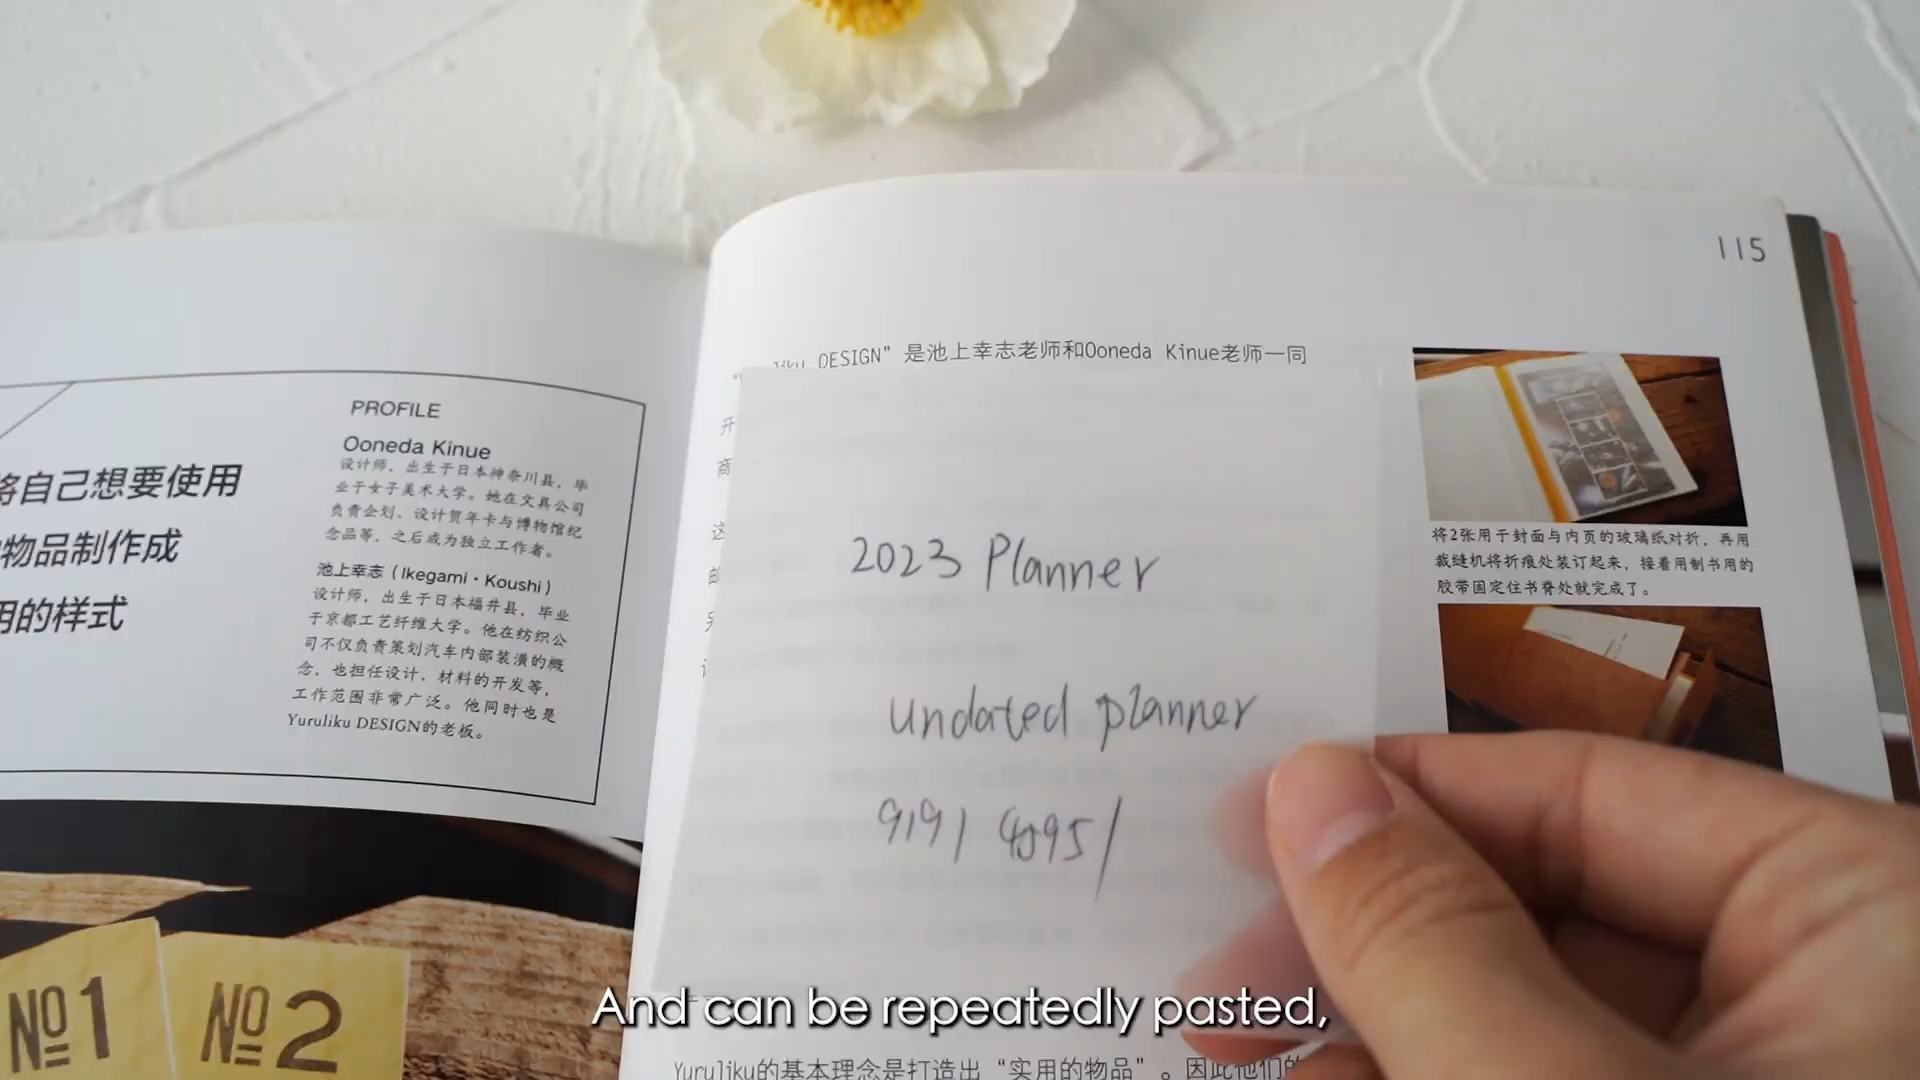 115
将自己想要使用
物品制作成
用的样式
PROFILE
Ooneda Kinue
设计师，出生于日本神奈川县，毕
业于女子美术大学。她在文具公司
负责企划、设计贺年卡与博物馆纪
念品等，之后成为独立工作者。
池上幸志（Ikegami·Koushi）
设计师，出生于日本福井县，毕业
于京都工艺纤维大学。他在纺织公
司不仅负责策划汽车内部装潢的概
念，也担任设计、材料的开发等，
工作范围非常广泛。他同时也是
Yuruliku DESIGN的老板。
№1
№2
DESIGN”是池上幸志老师和Ooneda Kinue老师一同
开
商
这
2023 Planner
undated planner
将2张用于封面与内页的玻璃纸对折，再用
裁缝机将折痕处装订起来，接着用制书用的
胶带固定住书脊处就完成了。
And can be repeatedly pasted,
Yuruliku的基本理念是打造出“实用的物品”。因此他们的